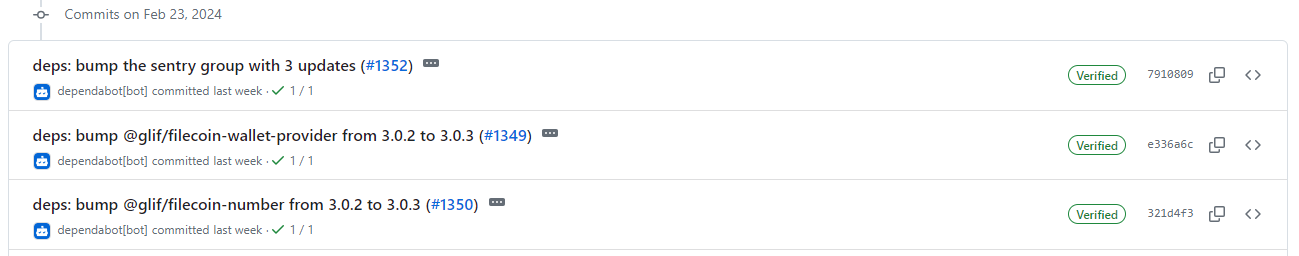 Commits on Feb 23, 2024
deps: bump the sentry group with 3 updates (#1352)
dependabot[bot] committed last week · 1 / 1
Verified
7910809
deps: bump @glif/filecoin-wallet-provider from 3.0.2 to 3.0.3 (#1349)
dependabot[bot] committed last week · 1 / 1
Verified
e336a6c
deps: bump @glif/filecoin-number from 3.0.2 to 3.0.3 (#1350)
dependabot[bot] committed last week · 1 / 1
Verified
321d4f3